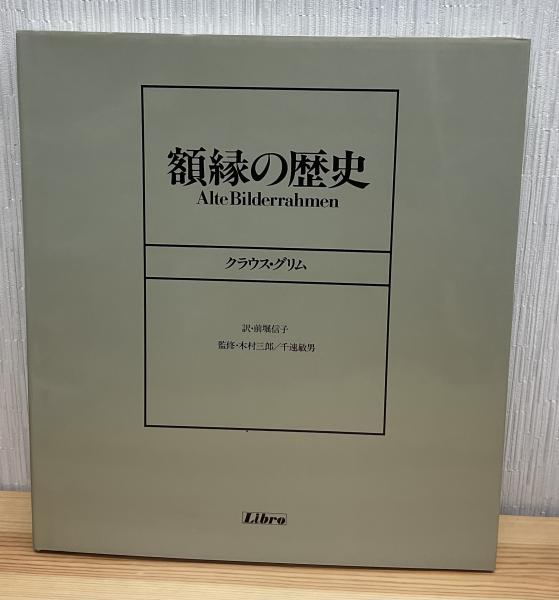 額縁の歴史
Alte Bilderrahmen
クラウス・グリム
訳・前堀信子
監修・木村三郎／千速敏男
Libro